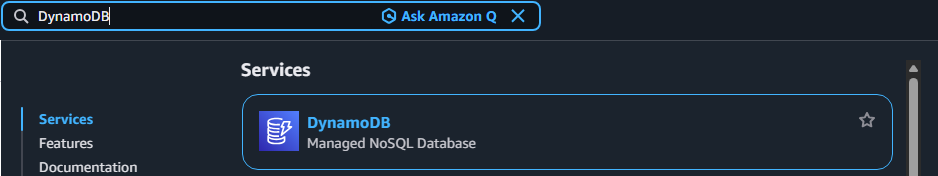 DynamoDB Ask Amazon Q
Services
Services
Features
Documentation
DynamoDB
Managed NoSQL Database